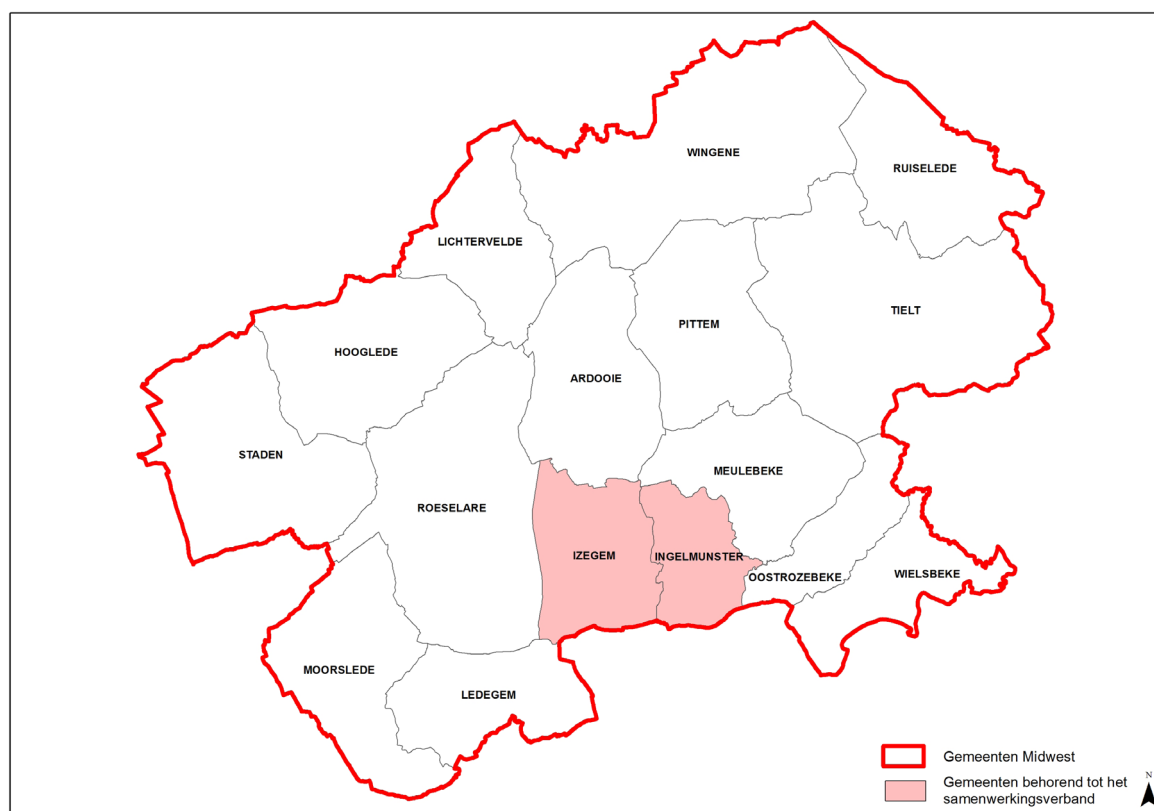 WINGENE
RUISELEDE
LICHTERVELDE
TIELT
PITTEM
HOOGLEDE
ARDOOIE
STADEN
MEULEBEKE
ROESELARE
IZEGEM
INGELMUNSTER
OOSTROZEBEKE
WIELSBEKE
MOORSLEDE
LEDEGEM
Gemeenten Midwest
Gemeenten behorend tot het
samenwerkingsverband
N